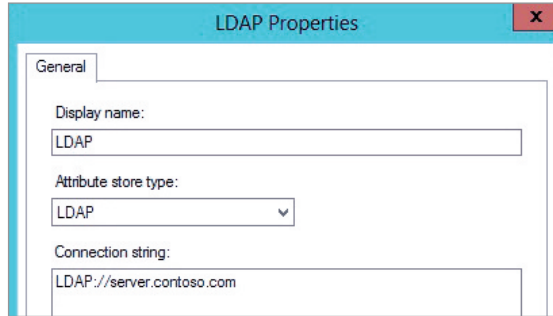 LDAP Properties
x
General
Display name:
LDAP
Attribute store type:
LDAP
Connection string:
LDAP://server.contoso.com